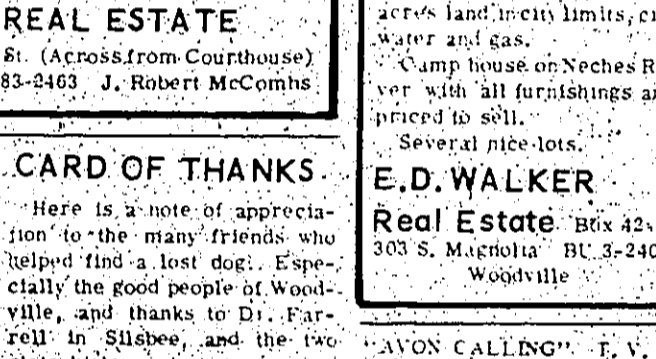 REAL ESTATE
St. (Across from Courthouse)
83-2463 J. Robert McCombs
CARD OF THANKS
Here is a note of apprecia-
tion to the many friends who
helped find a lost dog. Espe-
cially the good people of Wood-
ville, and thanks to Dr. Far-
rell in Silsbee, and the two
acres land in city limits,
water and gas.
Camp house on Neches R
ver with all furnishings
priced to sell.
Several nice lots.
E.D. WALKER
Real Estate Box 42
303 S. Magnolia BU 3-240
Woodville
"AVON CALLING" T. V.